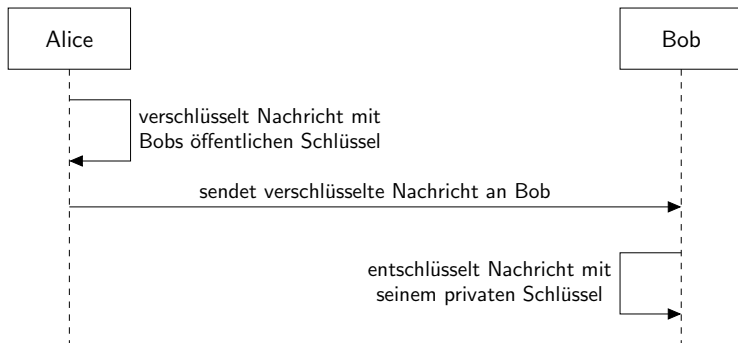 Alice
Bob
verschlüsselt Nachricht mit
Bobs öffentlichen Schlüssel
sendet verschlüsselte Nachricht an Bob
entschlüsselt Nachricht mit
seinem privaten Schlüssel